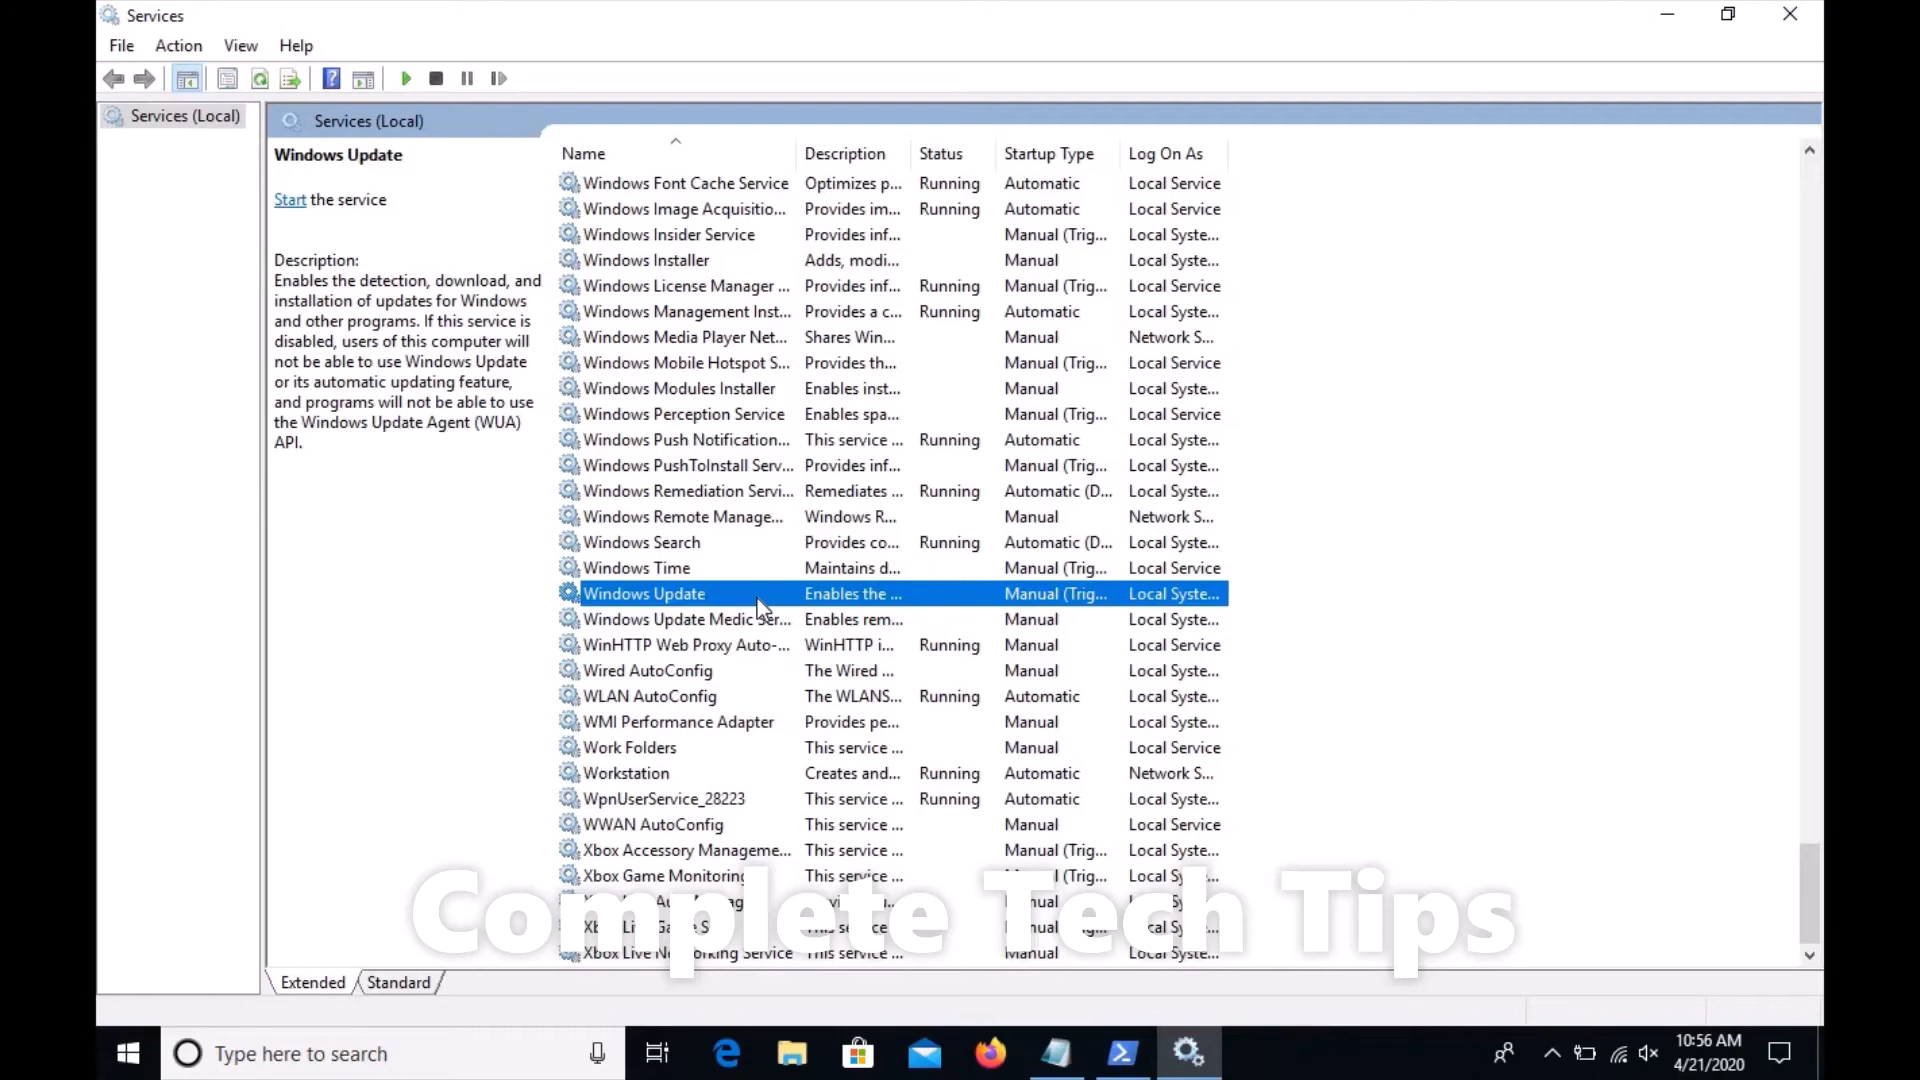 Services
File Action View Help
Services (Local)
Services (Local)
Windows Update
Start the service
Description:
Enables the detection, download, and
installation of updates for Windows
and other programs. If this service is
disabled, users of this computer will
not be able to use Windows Update
or its automatic updating feature,
and programs will not be able to use
the Windows Update Agent (WUA)
API.
Name Description Status Startup Type Log On As
Windows Font Cache Service Optimizes p... Running Automatic Local Service
Windows Image Acquisitio... Provides im... Running Automatic Local Service
Windows Insider Service Provides inf... Manual (Trig... Local Syste...
Windows Installer Adds, modi... Manual Local Syste...
Windows License Manager ... Provides inf... Running Manual (Trig... Local Service
Windows Management Inst... Provides a c... Running Automatic Local Syste...
Windows Media Player Net... Shares Win... Manual Network S...
Windows Mobile Hotspot S... Provides th... Manual (Trig... Local Service
Windows Modules Installer Enables inst... Manual Local Syste...
Windows Perception Service Enables spa... Manual (Trig... Local Service
Windows Push Notification... This service ... Running Automatic Local Syste...
Windows PushToInstall Serv... Provides inf... Manual (Trig... Local Syste...
Windows Remediation Servi... Remediates ... Running Automatic (D... Local Syste...
Windows Remote Manage... Windows R... Manual Network S...
Windows Search Provides co... Running Automatic (D... Local Syste...
Windows Time Maintains d... Manual (Trig... Local Service
Windows Update Enables the ... Manual (Trig... Local Syste...
Windows Update Medic Ser... Enables rem... Manual Local Syste...
WinHTTP Web Proxy Auto-... WinHTTP i... Running Manual Local Service
Wired AutoConfig The Wired ... Manual Local Syste...
WLAN AutoConfig The WLANS... Running Automatic Local Syste...
WMI Performance Adapter Provides pe... Manual Local Syste...
Work Folders This service ... Manual Local Service
Workstation Creates and... Running Automatic Network S...
WpnUserService_28223 This service ... Running Automatic Local Syste...
WWAN AutoConfig This service ... Manual Local Service
Xbox Accessory Manageme... This service ... Manual (Trig... Local Syste...
Xbox Game Monitoring This service ... (Trig...
Xbox Live Networking Service This service ... Manual Local Syste...
Complete Tech Tips
Extended Standard
Type here to search
10:56 AM
4/21/2020